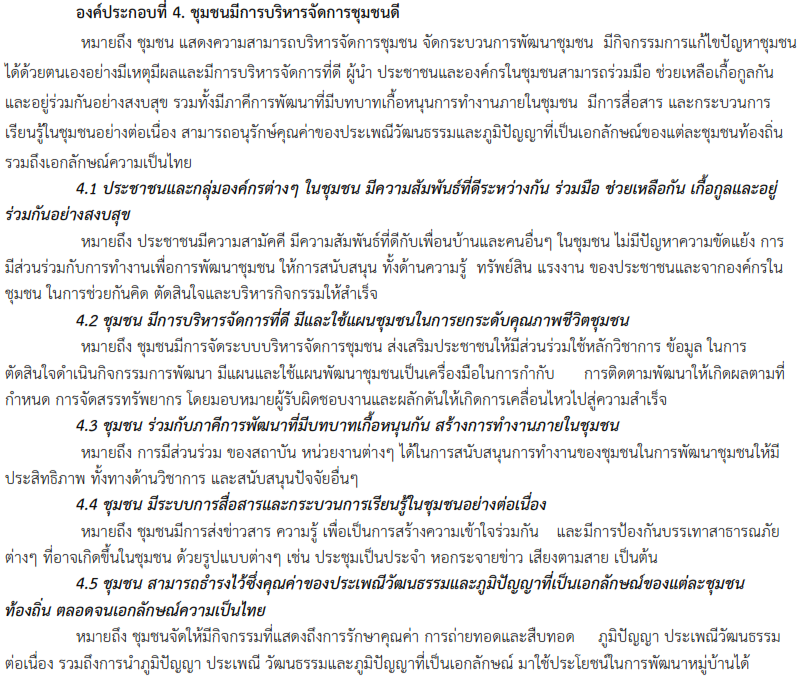 องค์ประกอบที่ 4. ชุมชนมีการบริหารจัดการชุมชนดี
หมายถึง ชุมชน แสดงความสามารถบริหารจัดการชุมชน จัดกระบวนการพัฒนาชุมชน มีกิจกรรมการแก้ไขปัญหาชุมชน
ได้ด้วยตนเองอย่างมีเหตุมีผลและมีการบริหารจัดการที่ดี ผู้นำ ประชาชนและองค์กรในชุมชนสามารถร่วมมือ ช่วยเหลือเกื้อกูลกัน
และอยู่ร่วมกันอย่างสงบสุข รวมทั้งมีภาคีการพัฒนาที่มีบทบาทเกื้อหนุนการทำงานภายในชุมชน มีการสื่อสาร และกระบวนการ
เรียนรู้ในชุมชนอย่างต่อเนื่อง สามารถอนุรักษ์คุณค่าของประเพณีวัฒนธรรมและภูมิปัญญาที่เป็นเอกลักษณ์ของแต่ละชุมชนท้องถิ่น
รวมถึงเอกลักษณ์ความเป็นไทย
4.1 ประชาชนและกลุ่มองค์กรต่างๆ ในชุมชน มีความสัมพันธ์ที่ดีระหว่างกัน ร่วมมือ ช่วยเหลือกัน เกื้อกูลและอยู่
ร่วมกันอย่างสงบสุข
หมายถึง ประชาชนมีความสามัคคี มีความสัมพันธ์ที่ดีกับเพื่อนบ้านและคนอื่นๆ ในชุมชน ไม่มีปัญหาความขัดแย้ง การ
มีส่วนร่วมกับการทำงานเพื่อการพัฒนาชุมชน ให้การสนับสนุน ทั้งด้านความรู้ ทรัพย์สิน แรงงาน ของประชาชนและจากองค์กรใน
ชุมชน ในการช่วยกันคิด ตัดสินใจและบริหารกิจกรรมให้สำเร็จ
4.2 ชุมชน มีการบริหารจัดการที่ดี มีและใช้แผนชุมชนในการยกระดับคุณภาพชีวิตชุมชน
หมายถึง ชุมชนมีการจัดระบบบริหารจัดการชุมชน ส่งเสริมประชาชนให้มีส่วนร่วมใช้หลักวิชาการ ข้อมูล ในการ
ตัดสินใจดำเนินกิจกรรมการพัฒนา มีแผนและใช้แผนพัฒนาชุมชนเป็นเครื่องมือในการกำกับ การติดตามพัฒนาให้เกิดผลตามที่
กำหนด การจัดสรรทรัพยากร โดยมอบหมายผู้รับผิดชอบงานและผลักดันให้เกิดการเคลื่อนไหวไปสู่ความสำเร็จ
4.3 ชุมชน ร่วมกับภาคีการพัฒนาที่มีบทบาทเกื้อหนุนกัน สร้างการทำงานภายในชุมชน
หมายถึง การมีส่วนร่วม ของสถาบัน หน่วยงานต่างๆ ได้ในการสนับสนุนการทำงานของชุมชนในการพัฒนาชุมชนให้มี
ประสิทธิภาพ ทั้งทางด้านวิชาการ และสนับสนุนปัจจัยอื่นๆ
4.4 ชุมชน มีระบบการสื่อสารและกระบวนการเรียนรู้ในชุมชนอย่างต่อเนื่อง
หมายถึง ชุมชนมีการส่งข่าวสาร ความรู้ เพื่อเป็นการสร้างความเข้าใจร่วมกัน และมีการป้องกันบรรเทาสาธารณภัย
ต่างๆ ที่อาจเกิดขึ้นในชุมชน ด้วยรูปแบบต่างๆ เช่น ประชุมเป็นประจำ หอกระจายข่าว เสียงตามสาย เป็นต้น
4.5 ชุมชน สามารถธำรงไว้ซึ่งคุณค่าของประเพณีวัฒนธรรมและภูมิปัญญาที่เป็นเอกลักษณ์ของแต่ละชุมชน
ท้องถิ่น ตลอดจนเอกลักษณ์ความเป็นไทย
หมายถึง ชุมชนจัดให้มีกิจกรรมที่แสดงถึงการรักษาคุณค่า การถ่ายทอดและสืบทอด ภูมิปัญญา ประเพณีวัฒนธรรม
ต่อเนื่อง รวมถึงการนำภูมิปัญญา ประเพณี วัฒนธรรมและภูมิปัญญาที่เป็นเอกลักษณ์ มาใช้ประโยชน์ในการพัฒนาหมู่บ้านได้